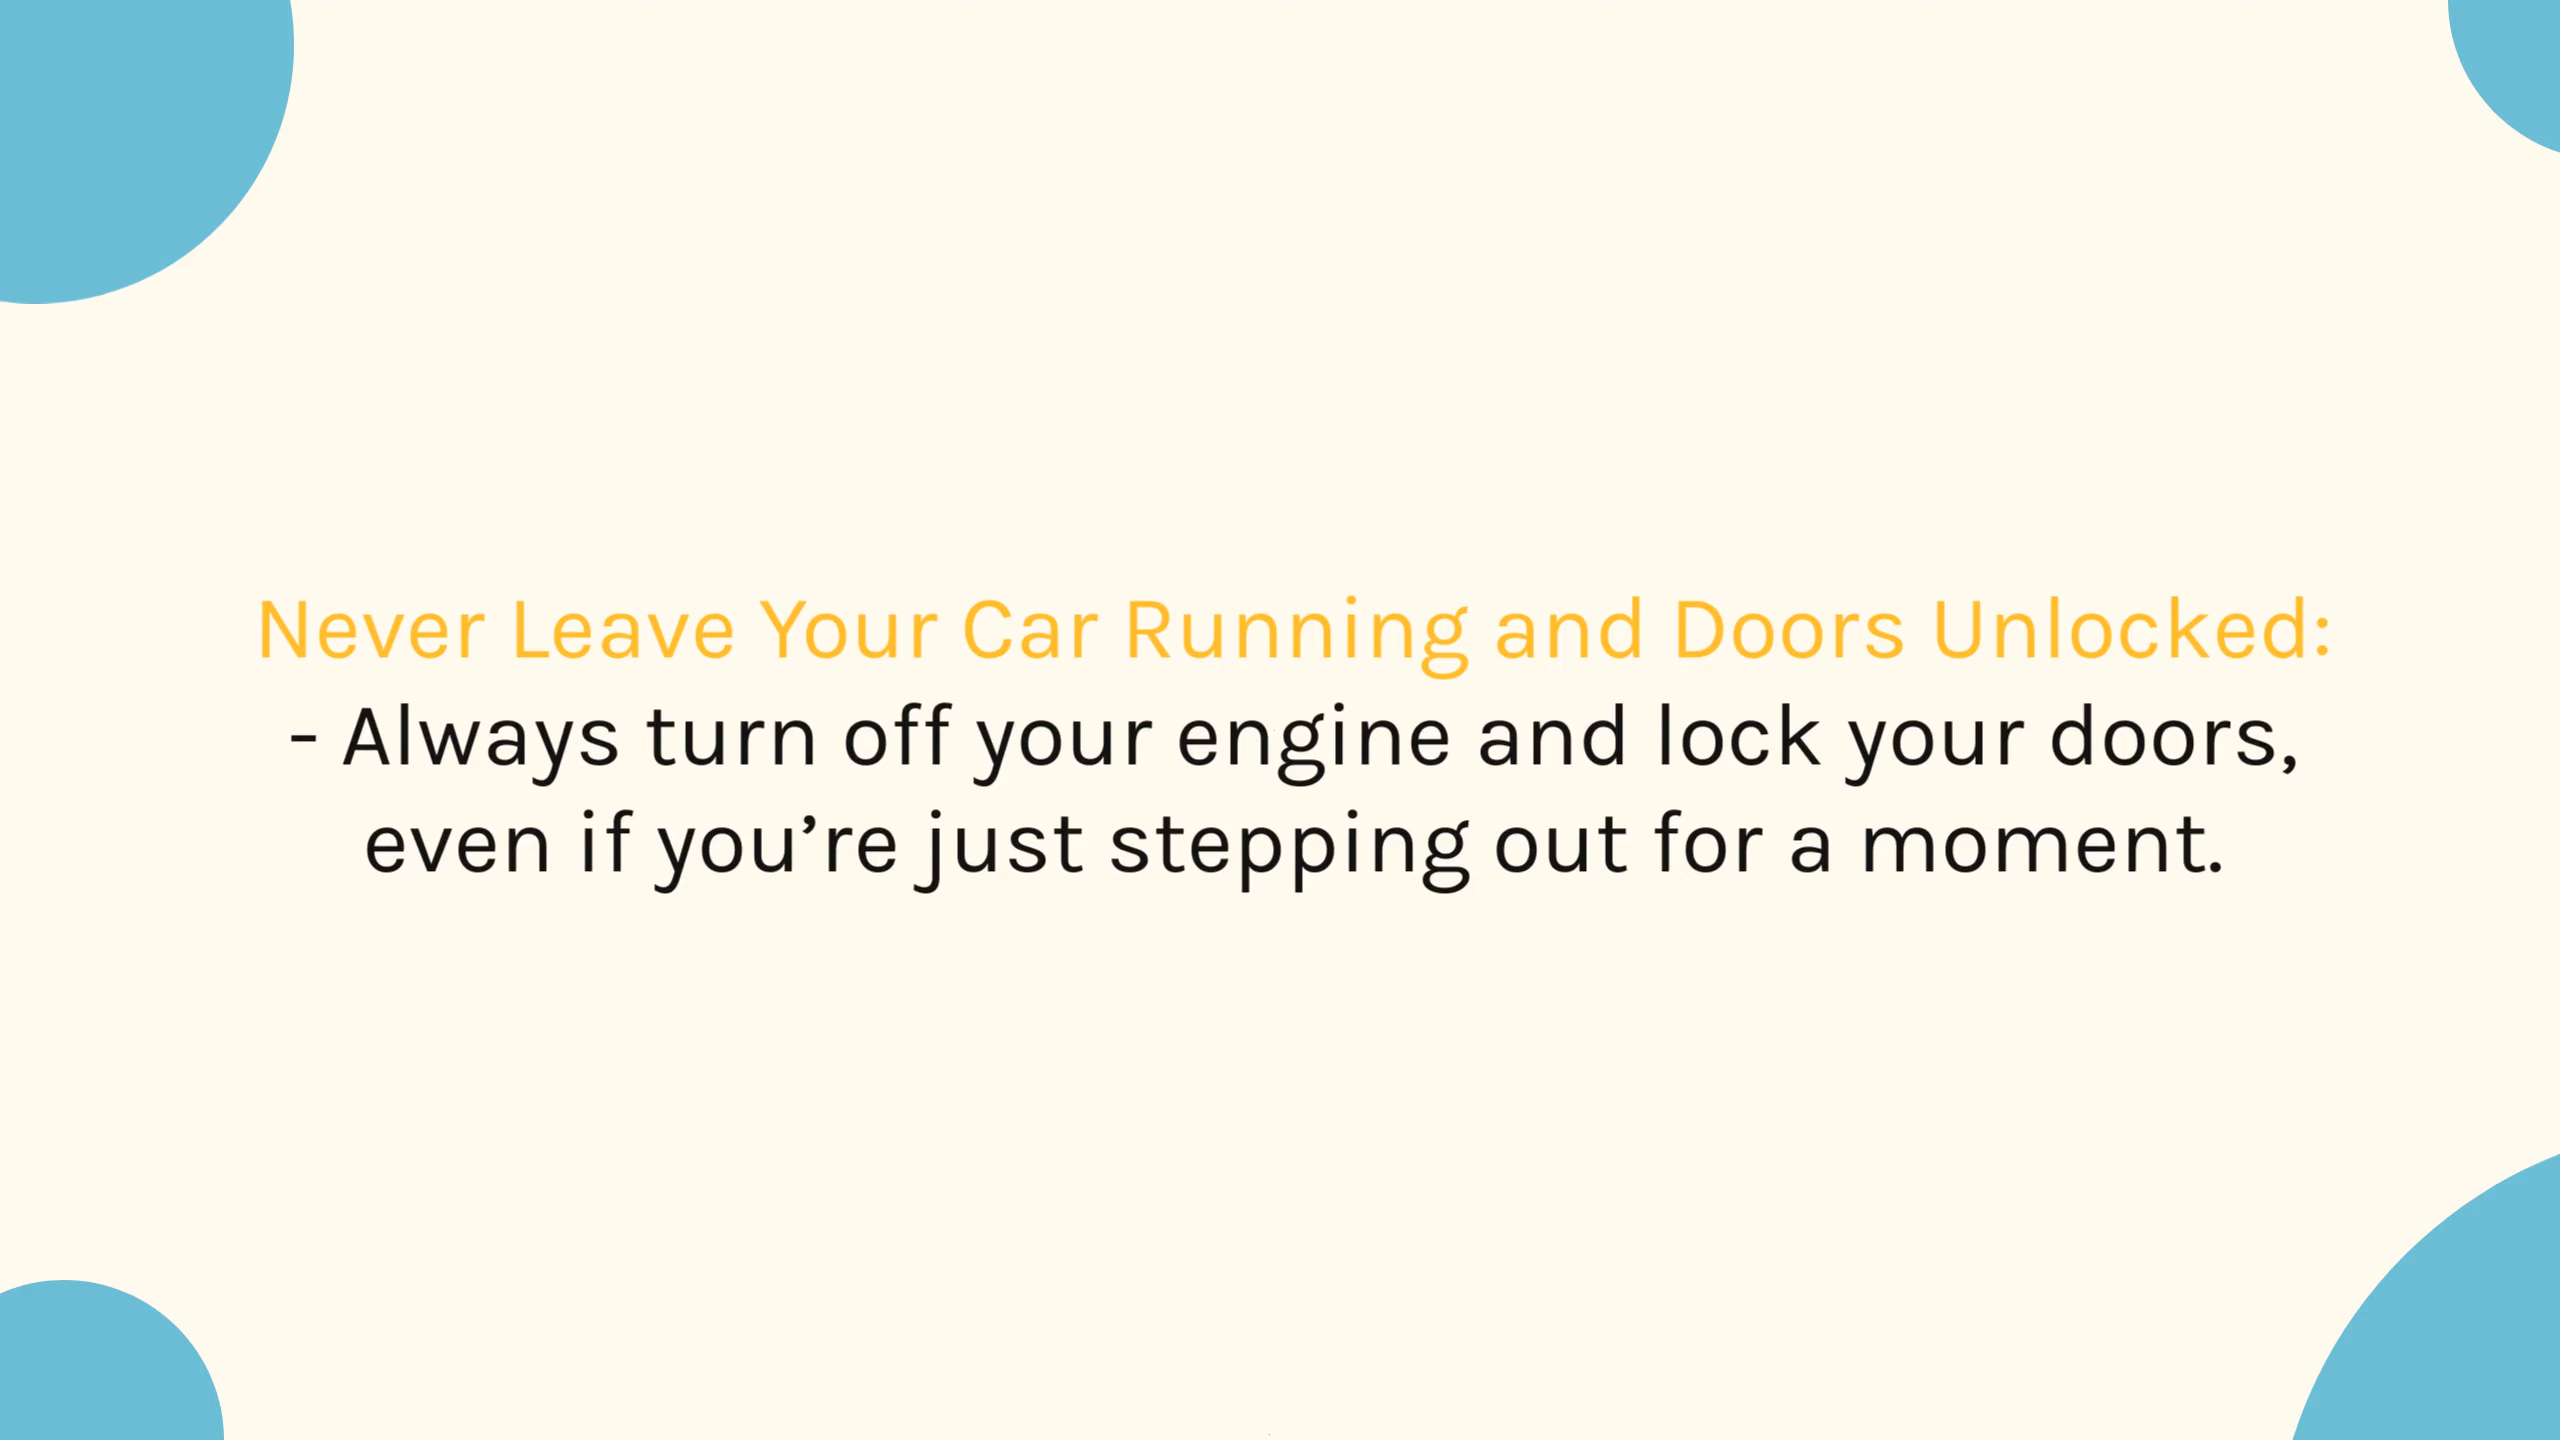 Never Leave Your Car Running and Doors Unlocked:
- Always turn off your engine and lock your doors,
even if you’re just stepping out for a moment.